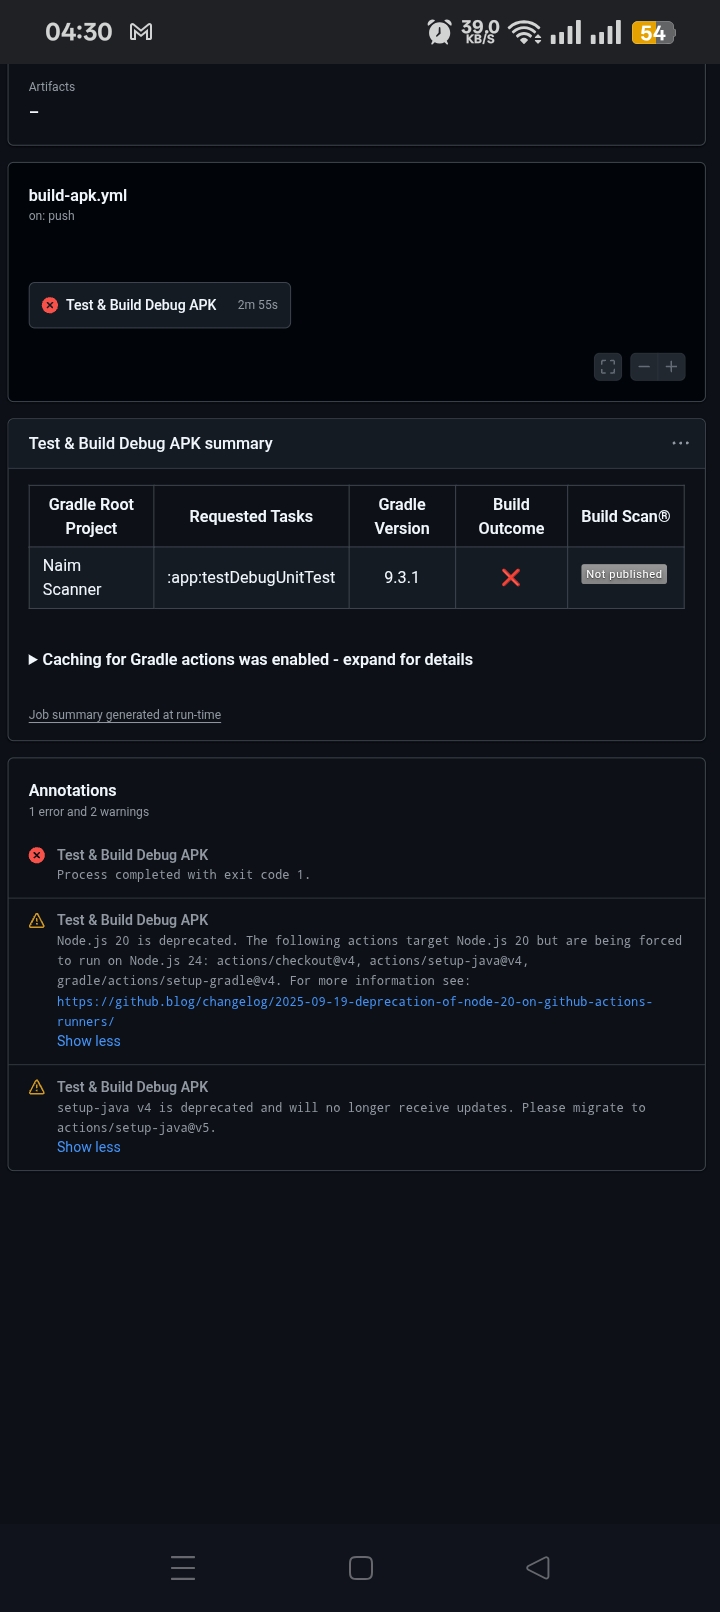 04:30
39.0
KB/S
54
Artifacts
–
build-apk.yml
on: push
Test & Build Debug APK 2m 55s
Test & Build Debug APK summary
Gradle Root Project
Requested Tasks
Gradle Version
Build Outcome
Build Scan®
Naim Scanner
:app:testDebugUnitTest
9.3.1
❌
Not published
Caching for Gradle actions was enabled - expand for details
Job summary generated at run-time
Annotations
1 error and 2 warnings
Test & Build Debug APK
Process completed with exit code 1.
Test & Build Debug APK
Node.js 20 is deprecated. The following actions target Node.js 20 but are being forced
to run on Node.js 24: actions/checkout@v4, actions/setup-java@v4,
gradle/actions/setup-gradle@v4. For more information see:
https://github.blog/changelog/2025-09-19-deprecation-of-node-20-on-github-actions-
runners/
Show less
Test & Build Debug APK
setup-java v4 is deprecated and will no longer receive updates. Please migrate to
actions/setup-java@v5.
Show less